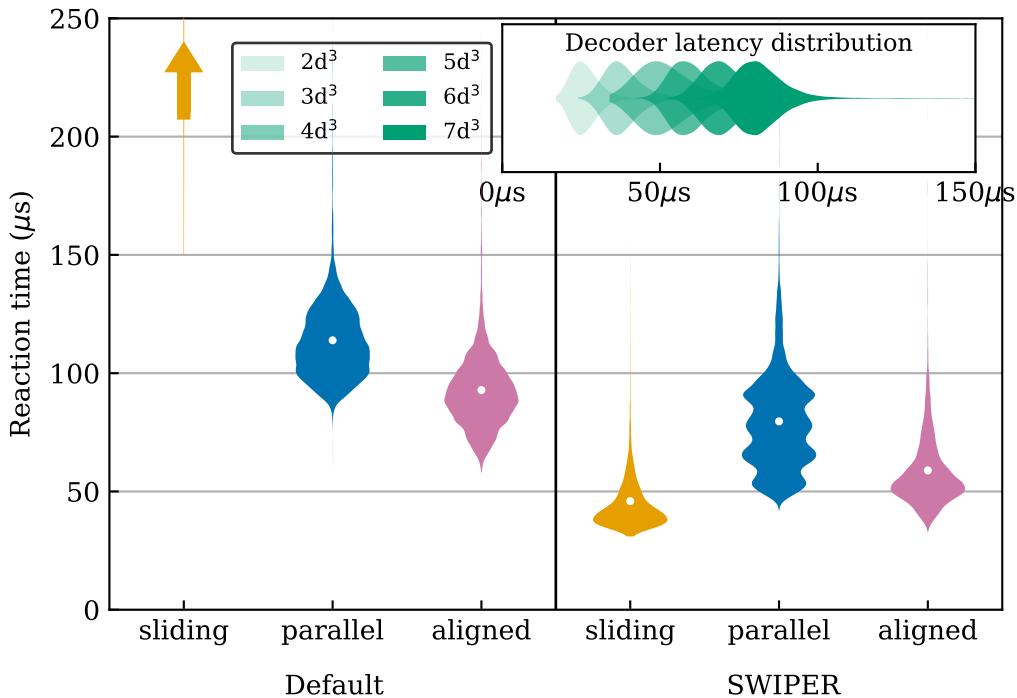 Reaction time (μs)
250
200
150
100
50
0
2d³
3d³
4d³
5d³
6d³
7d³
Decoder latency distribution
0μs 50μs 100μs 150μs
sliding parallel aligned sliding parallel aligned
Default SWIPER